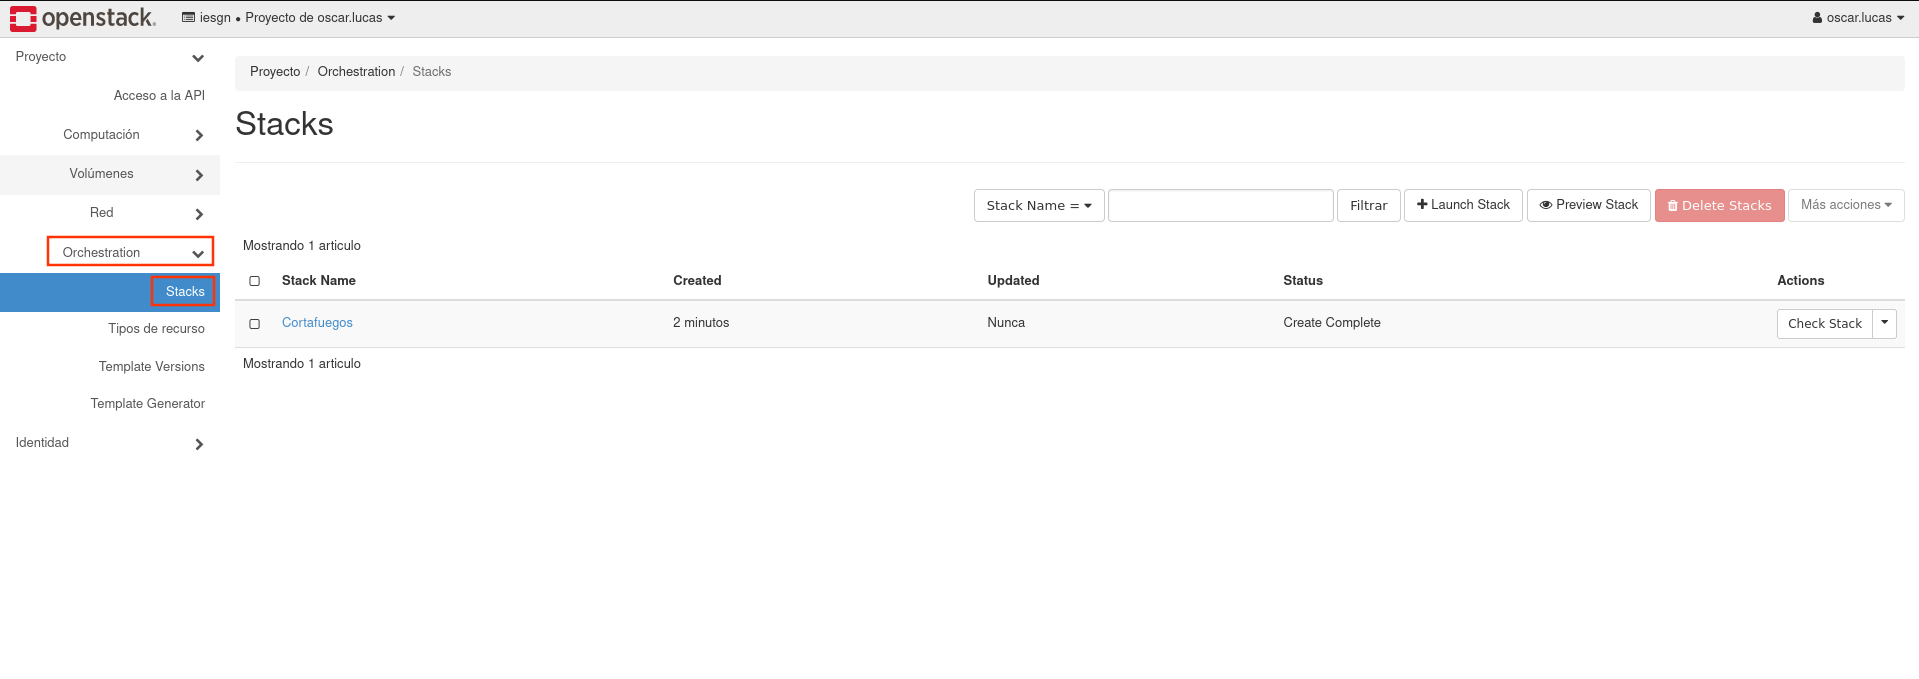 openstack. iesgn • Proyecto de oscar.lucas oscar.lucas
Proyecto
Acceso a la API
Computación
Volúmenes
Red
Orchestration
Stacks
Tipos de recurso
Template Versions
Template Generator
Identidad
Proyecto / Orchestration / Stacks
Stacks
Stack Name = Filtrar Launch Stack Preview Stack Delete Stacks Más acciones
Mostrando 1 articulo
Stack Name Created Updated Status Actions
Cortafuegos 2 minutos Nunca Create Complete Check Stack
Mostrando 1 articulo